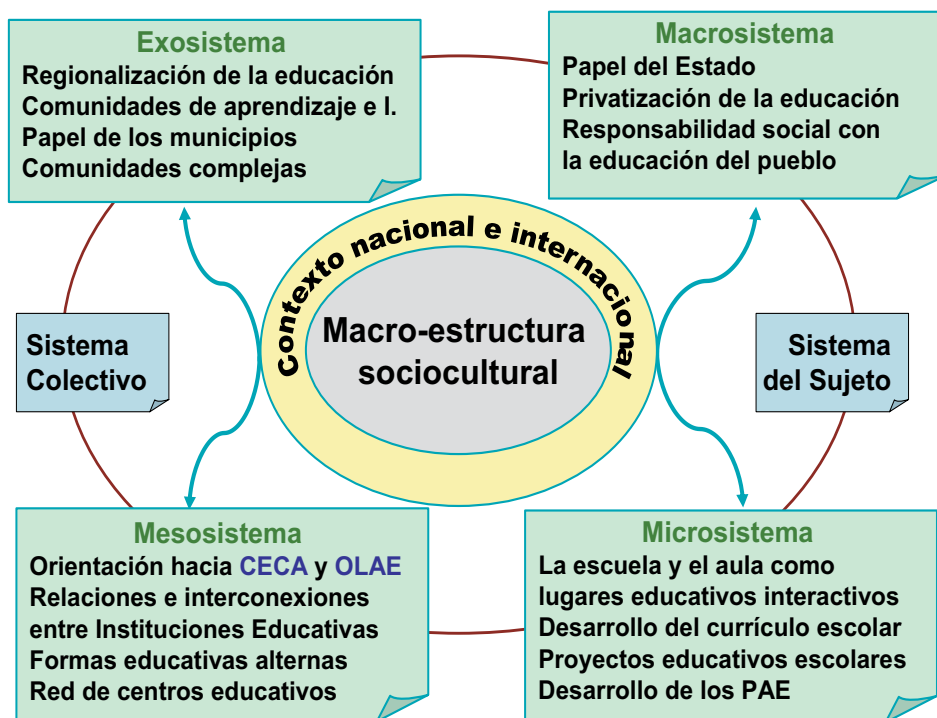 Exosistema
Regionalización de la educación
Comunidades de aprendizaje e I.
Papel de los municipios
Comunidades complejas
Macrosistema
Papel del Estado
Privatización de la educación
Responsabilidad social con
la educación del pueblo
Contexto nacional e internacional
Macro-estructura
sociocultural
Sistema
Colectivo
Sistema
del Sujeto
Mesosistema
Orientación hacia CECA y OLAE
Relaciones e interconexiones
entre Instituciones Educativas
Formas educativas alternas
Red de centros educativos
Microsistema
La escuela y el aula como
lugares educativos interactivos
Desarrollo del currículo escolar
Proyectos educativos escolares
Desarrollo de los PAE